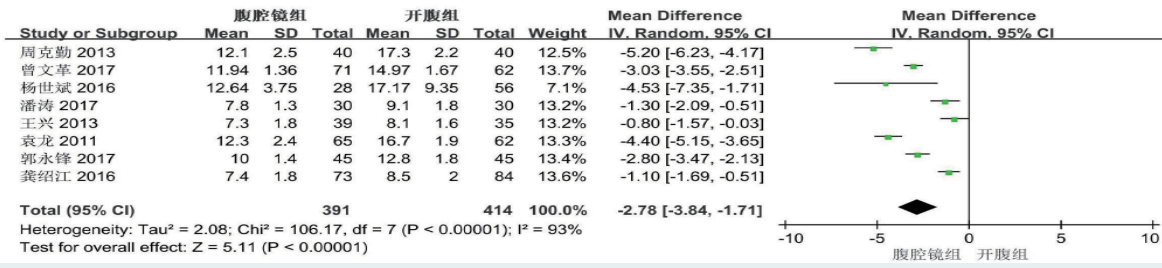 腹腔镜组 开腹组 Mean Difference Mean Difference
Study or Subgroup Mean SD Total Mean SD Total Weight IV. Random. 95% CI IV. Random. 95% CI
周克勤 2013 12.1 2.5 40 17.3 2.2 40 12.5% -5.20 [-6.23, -4.17]
曾文革 2017 11.94 1.36 71 14.97 1.67 62 13.7% -3.03 [-3.55, -2.51]
杨世斌 2016 12.64 3.75 28 17.17 9.35 56 7.1% -4.53 [-7.35, -1.71]
潘涛 2017 7.8 1.3 30 9.1 1.8 30 13.2% -1.30 [-2.09, -0.51]
王兴 2013 7.3 1.8 39 8.1 1.6 35 13.2% -0.80 [-1.57, -0.03]
袁龙 2011 12.3 2.4 65 16.7 1.9 62 13.3% -4.40 [-5.15, -3.65]
郭永锋 2017 10 1.4 45 12.8 1.8 45 13.4% -2.80 [-3.47, -2.13]
龚绍江 2016 7.4 1.8 73 8.5 2 84 13.6% -1.10 [-1.69, -0.51]
Total (95% CI) 391 414 100.0% -2.78 [-3.84, -1.71]
Heterogeneity: Tau² = 2.08; Chi² = 106.17, df = 7 (P < 0.00001); I² = 93%
Test for overall effect: Z = 5.11 (P < 0.00001)
-10 -5 0 5 10
腹腔镜组 开腹组